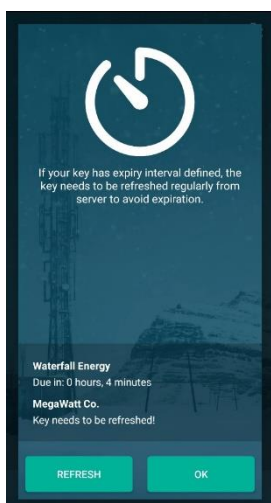 If your key has expiry interval defined, the
key needs to be refreshed regularly from
server to avoid expiration.
Waterfall Energy
Due in: 0 hours, 4 minutes
MegaWatt Co.
Key needs to be refreshed!
REFRESH
OK